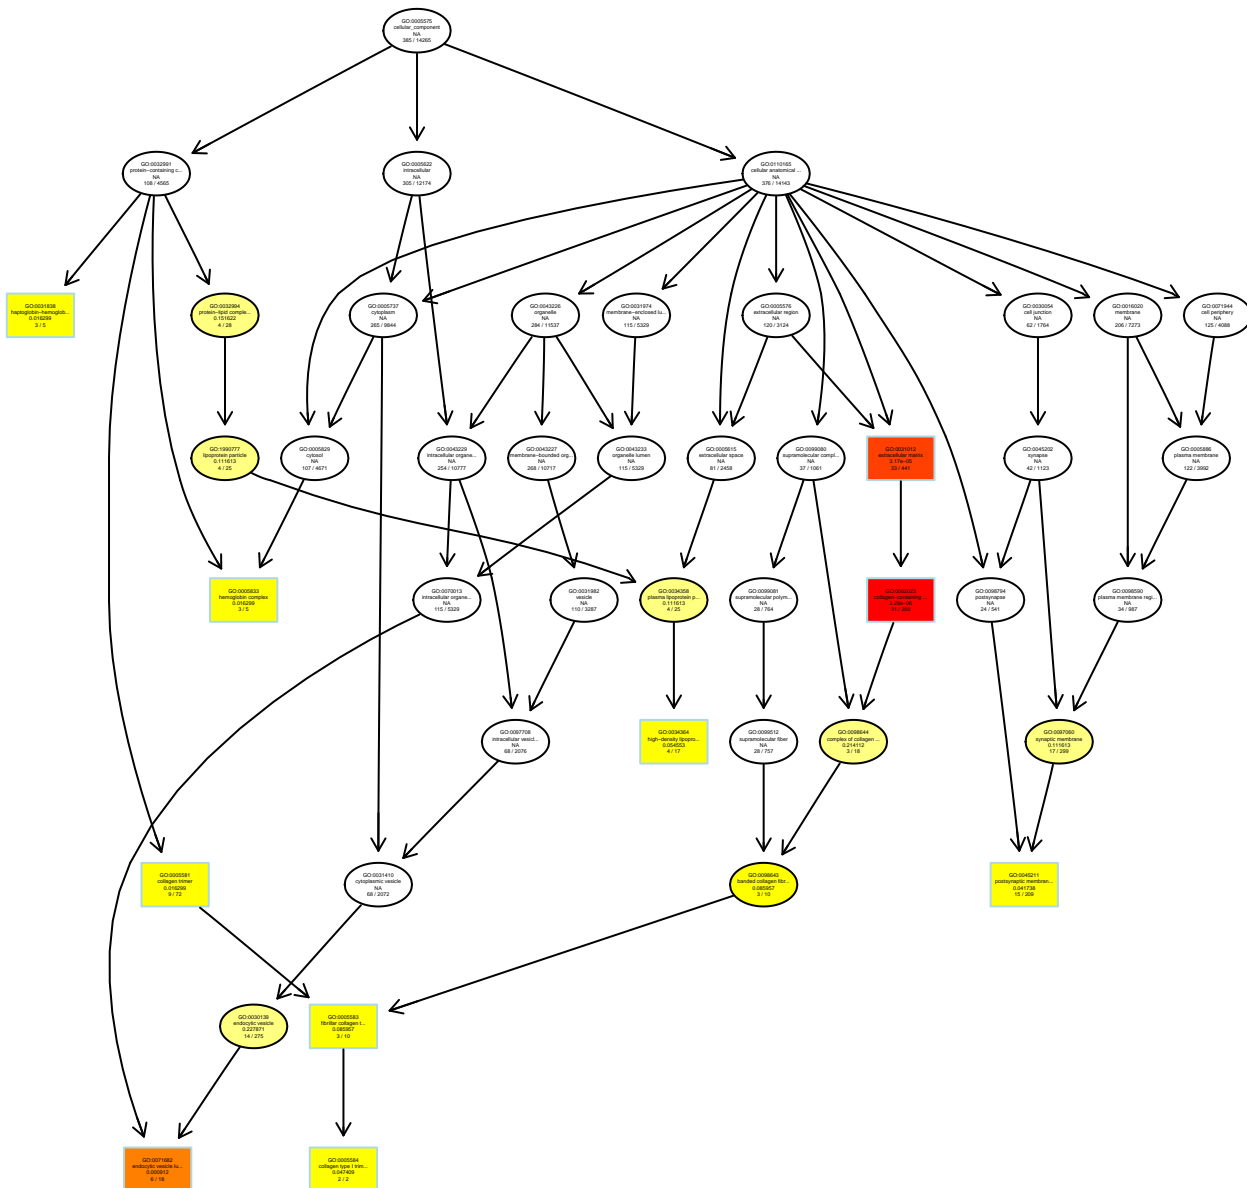 GO:0005575
cellular_component
NA
385 / 14265
GO:0032991
protein−containing c...
NA
108 / 4565
GO:0005622
intracellular
NA
305 / 12174
GO:0110165
cellular anatomical ...
NA
376 / 14143
GO:0031838
haptoglobin−hemoglob...
0.016299
3 / 5
GO:0032994
protein−lipid comple...
0.151622
4 / 28
GO:0005737
cytoplasm
NA
265 / 9844
GO:0043226
organelle
NA
284 / 11537
GO:0031974
membrane−enclosed lu...
NA
115 / 5329
GO:0005576
extracellular region
NA
120 / 3124
GO:0030054
cell junction
NA
62 / 1764
GO:0016020
membrane
NA
206 / 7273
GO:0071944
cell periphery
NA
125 / 4088
GO:1990777
lipoprotein particle
0.111613
4 / 25
GO:0005829
cytosol
NA
107 / 4671
GO:0043229
intracellular organe...
NA
254 / 10777
GO:0043227
membrane−bounded org...
NA
268 / 10717
GO:0043233
organelle lumen
NA
115 / 5329
GO:0005615
extracellular space
NA
81 / 2458
GO:0099080
supramolecular compl...
NA
37 / 1061
GO:0031012
extracellular matrix
3.17e−05
33 / 441
GO:0045202
synapse
NA
42 / 1123
GO:0005886
plasma membrane
NA
122 / 3992
GO:0005833
hemoglobin complex
0.016299
3 / 5
GO:0070013
intracellular organe...
NA
115 / 5329
GO:0031982
vesicle
NA
110 / 3287
GO:0034358
plasma lipoprotein p...
0.111613
4 / 25
GO:0099081
supramolecular polym...
NA
28 / 764
GO:0062023
collagen−containing ...
GO:0098794
postsynapse
NA
24 / 541
GO:0098590
plasma membrane regi...
NA
34 / 987
GO:0097708
intracellular vesicl...
NA
68 / 2076
GO:0034364
high−density lipopro...
0.054553
4 / 17
GO:0099512
supramolecular fiber
NA
28 / 757
GO:0098644
complex of collagen ...
0.214112
3 / 18
GO:0097060
synaptic membrane
0.111613
17 / 299
GO:0005581
collagen trimer
0.016299
9 / 72
GO:0031410
cytoplasmic vesicle
NA
68 / 2072
GO:0098643
banded collagen fibr...
0.085957
3 / 10
GO:0045211
postsynaptic membran...
0.041738
15 / 209
GO:0030139
endocytic vesicle
0.227871
14 / 275
GO:0005583
fibrillar collagen t...
0.085957
3 / 10
GO:0071682
endocytic vesicle lu...
0.000912
6 / 18
GO:0005584
collagen type I trim...
0.047409
2 / 2